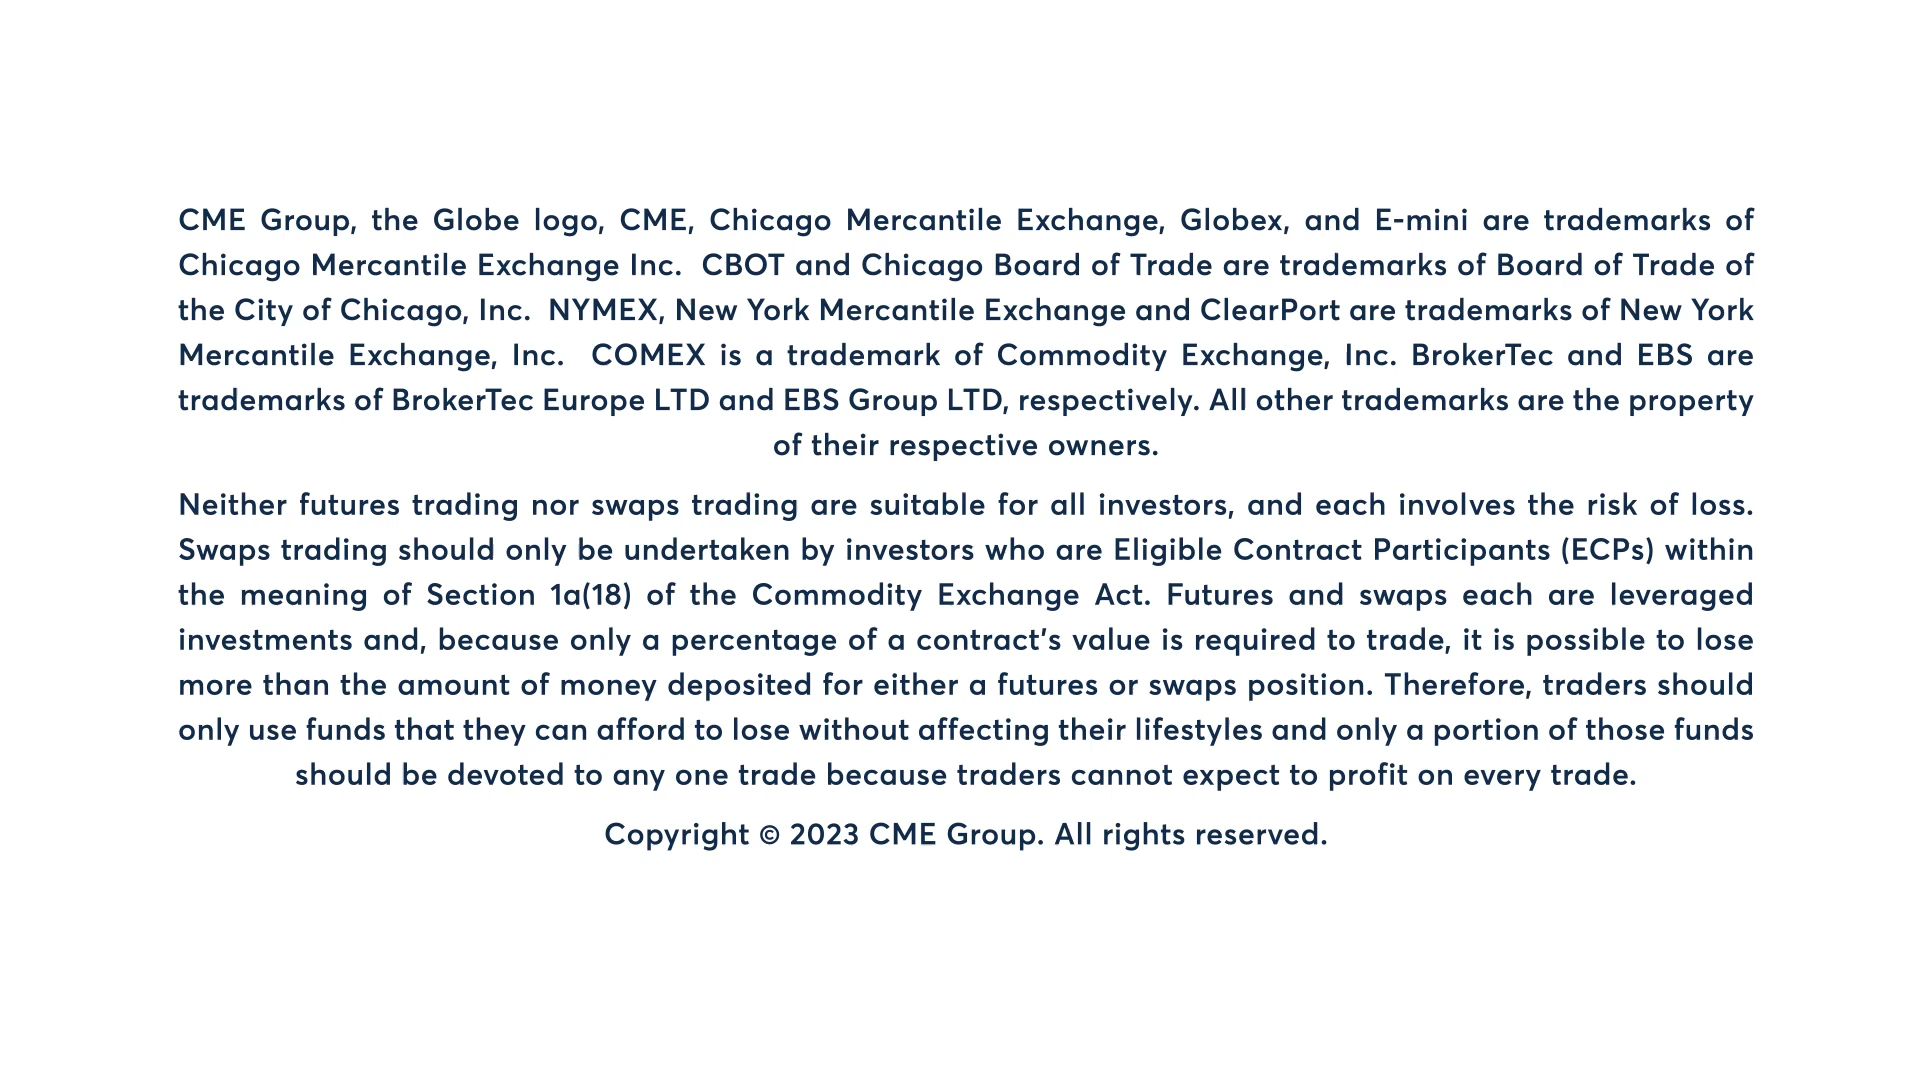 CME Group, the Globe logo, CME, Chicago Mercantile Exchange, Globex, and E-mini are trademarks of
Chicago Mercantile Exchange Inc.  CBOT and Chicago Board of Trade are trademarks of Board of Trade of
the City of Chicago, Inc.  NYMEX, New York Mercantile Exchange and ClearPort are trademarks of New York
Mercantile Exchange, Inc.  COMEX is a trademark of Commodity Exchange, Inc. BrokerTec and EBS are
trademarks of BrokerTec Europe LTD and EBS Group LTD, respectively. All other trademarks are the property
of their respective owners.
Neither futures trading nor swaps trading are suitable for all investors, and each involves the risk of loss.
Swaps trading should only be undertaken by investors who are Eligible Contract Participants (ECPs) within
the meaning of Section 1a(18) of the Commodity Exchange Act. Futures and swaps each are leveraged
investments and, because only a percentage of a contract's value is required to trade, it is possible to lose
more than the amount of money deposited for either a futures or swaps position. Therefore, traders should
only use funds that they can afford to lose without affecting their lifestyles and only a portion of those funds
should be devoted to any one trade because traders cannot expect to profit on every trade.
Copyright © 2023 CME Group. All rights reserved.